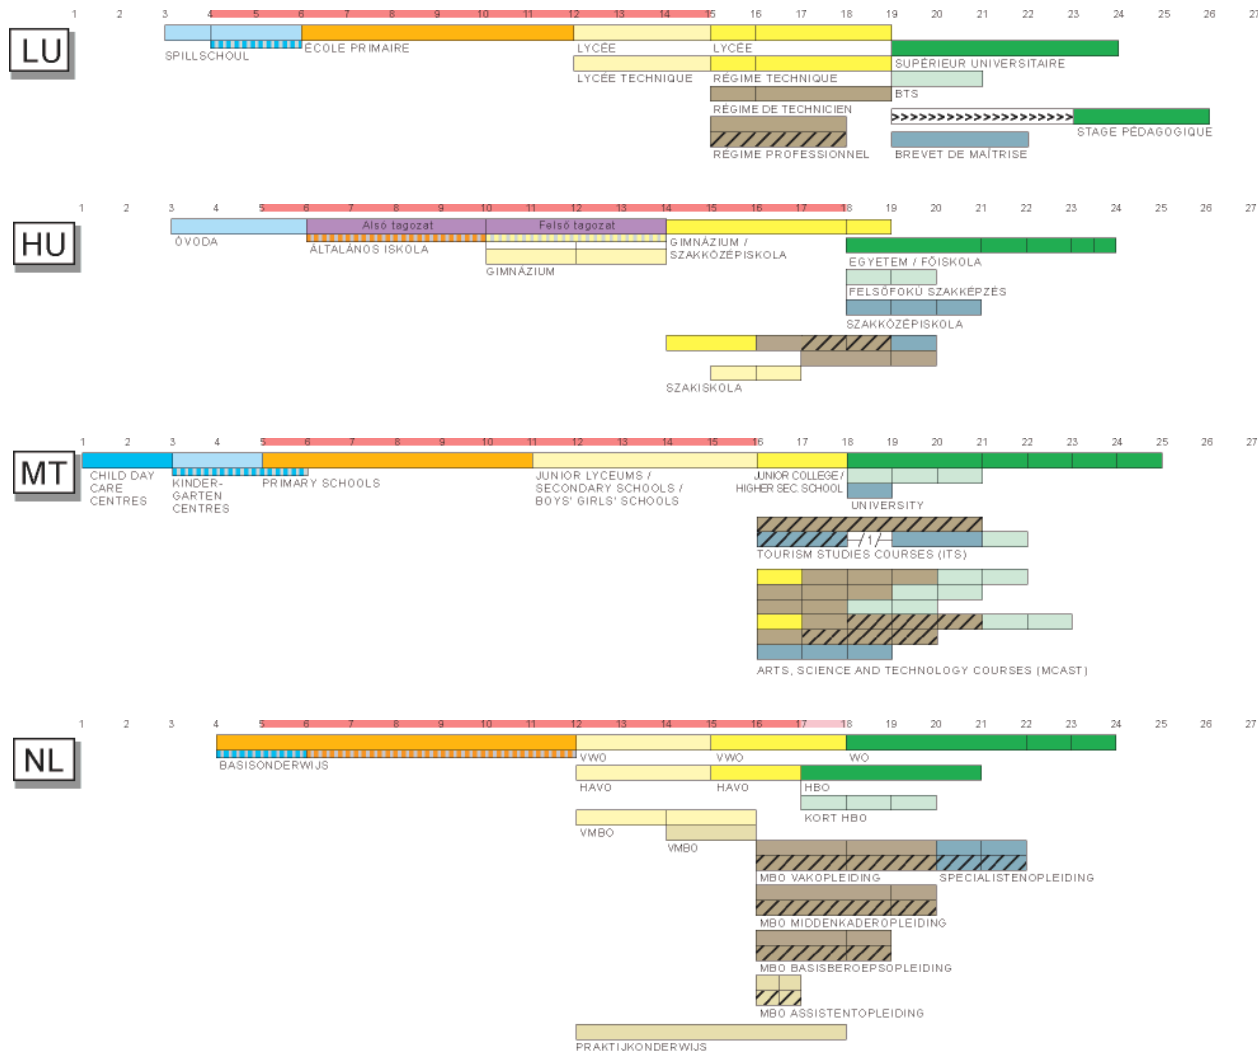 1 2 3 4 5 6 7 8 9 10 11 12 13 14 15 16 17 18 19 20 21 22 23 24 25 26 27
LU
SPILLSCHOUL
ÉCOLE PRIMAIRE
LYCÉE
LYCÉE
SUPÉRIEUR UNIVERSITAIRE
LYCÉE TECHNIQUE
RÉGIME TECHNIQUE
BTS
RÉGIME DE TECHNICIEN
>>>>>>>>>>>>>>>>>>>>>
STAGE PÉDAGOGIQUE
RÉGIME PROFESSIONNEL
BREVET DE MAÎTRISE
1 2 3 4 5 6 7 8 9 10 11 12 13 14 15 16 17 18 19 20 21 22 23 24 25 26 27
HU
Alsó tagozat
Felső tagozat
ÓVODA
ÁLTALÁNOS ISKOLA
GIMNÁZIUM /
SZAKKÖZÉPISKOLA
GIMNÁZIUM
EGYETEM / FŐISKOLA
FELSŐFOKÚ SZAKKÉPZÉS
SZAKKÖZÉPISKOLA
SZAKISKOLA
1 2 3 4 5 6 7 8 9 10 11 12 13 14 15 16 17 18 19 20 21 22 23 24 25 26 27
MT
CHILD DAY
CARE
CENTRES
KINDER-
GARTEN
CENTRES
PRIMARY SCHOOLS
JUNIOR LYCEUMS /
SECONDARY SCHOOLS /
BOYS' GIRLS' SCHOOLS
JUNIOR COLLEGE /
HIGHER SEC. SCHOOL
UNIVERSITY
/1/
TOURISM STUDIES COURSES (ITS)
ARTS, SCIENCE AND TECHNOLOGY COURSES (MCAST)
1 2 3 4 5 6 7 8 9 10 11 12 13 14 15 16 17 18 19 20 21 22 23 24 25 26 27
NL
BASISONDERWIJS
VWO
VWO
WO
HAVO
HAVO
HBO
KORT HBO
VMBO
VMBO
MBO VAKOPLEIDING
SPECIALISTENOPLEIDING
MBO MIDDENKADEROPLEIDING
MBO BASISBEROEPSOPLEIDING
MBO ASSISTENTOPLEIDING
PRAKTIJKONDERWIJS